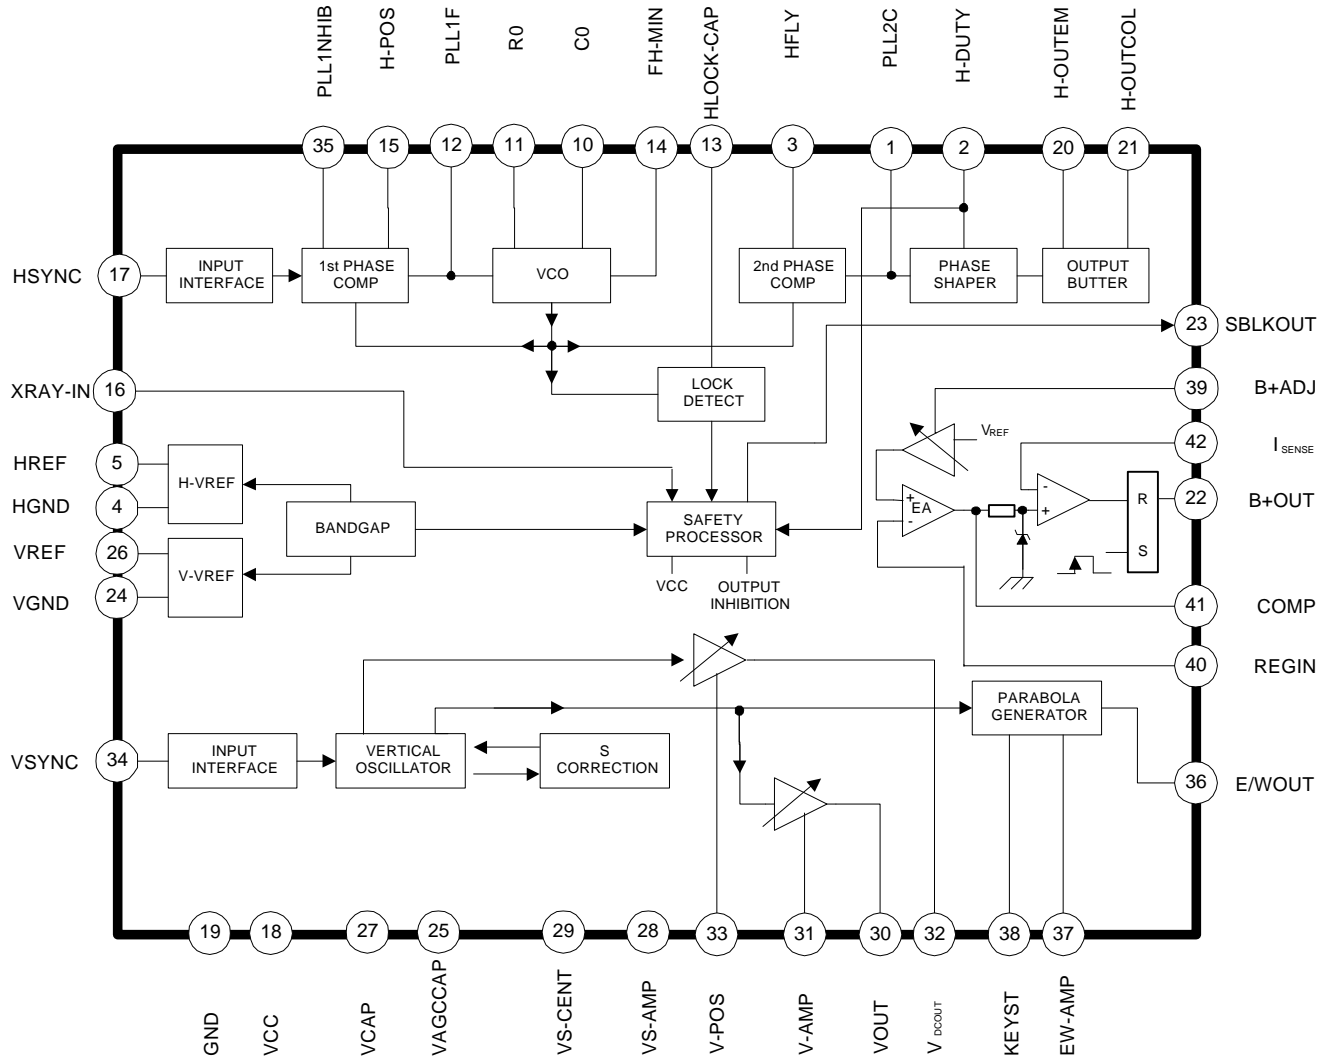 PLL1NHIB
H-POS
PLL1F
R0
C0
FH-MIN
HLOCK-CAP
HFLY
PLL2C
H-DUTY
H-OUTEM
H-OUTCOL
35
15
12
11
10
14
13
3
1
2
20
21
HSYNC
17
INPUT
INTERFACE
1st PHASE
COMP
VCO
2nd PHASE
COMP
PHASE
SHAPER
OUTPUT
BUTTER
23
SBLKOUT
XRAY-IN
16
LOCK
DETECT
39
B+ADJ
VREF
42
I SENSE
HREF
5
H-VREF
HGND
4
BANDGAP
SAFETY
PROCESSOR
VCC
OUTPUT
INHIBITION
+
EA
-
-
+
R
S
22
B+OUT
VREF
26
V-VREF
VGND
24
41
COMP
40
REGIN
PARABOLA
GENERATOR
VSYNC
34
INPUT
INTERFACE
VERTICAL
OSCILLATOR
S
CORRECTION
36
E/WOUT
19
18
27
25
29
28
33
31
30
32
38
37
GND
VCC
VCAP
VAGCCAP
VS-CENT
VS-AMP
V-POS
V-AMP
VOUT
V DCOUT
KEYST
EW-AMP